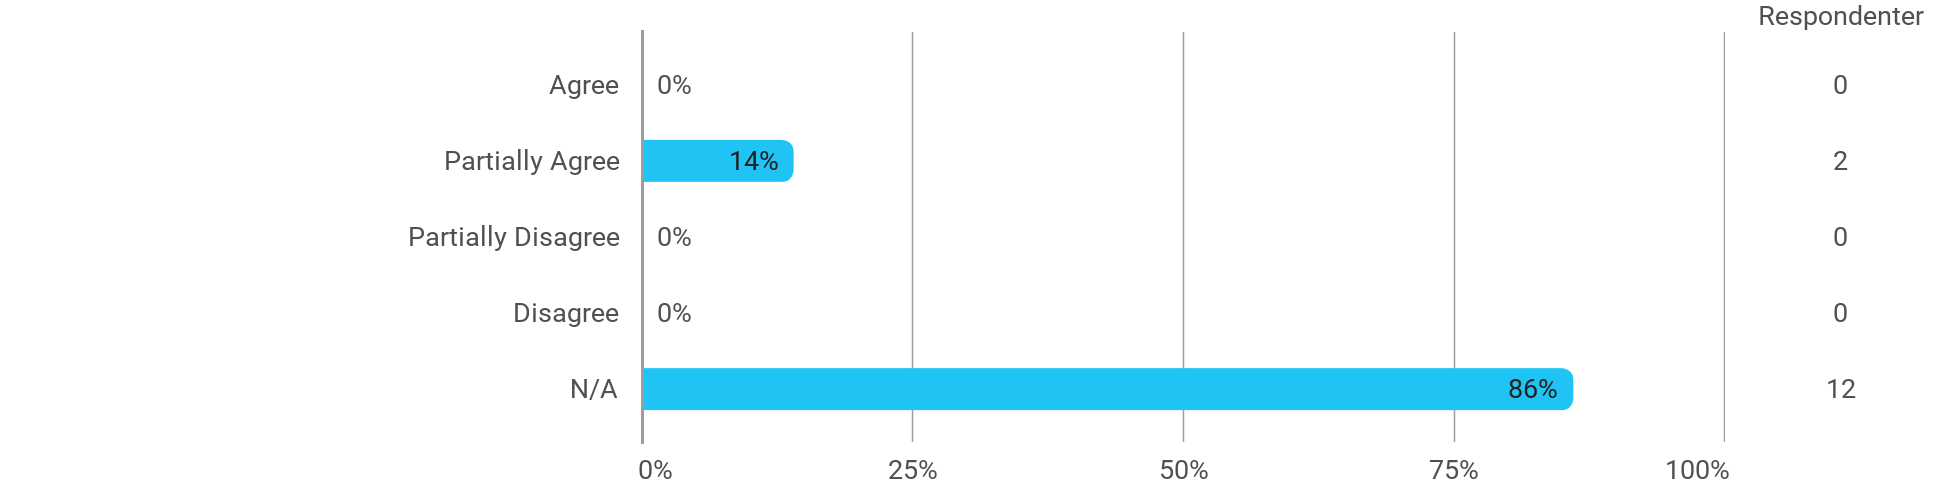 Respondenter
Agree 0% 0
Partially Agree 14% 2
Partially Disagree 0% 0
Disagree 0% 0
N/A 86% 12
0% 25% 50% 75% 100%